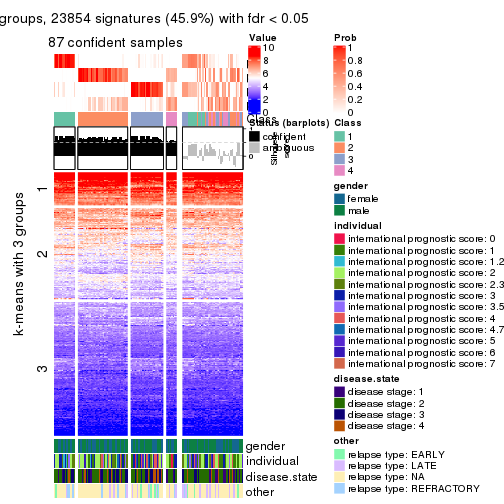 groups, 23854 signatures (45.9%) with fdr < 0.05
87 confident samples
k-means with 3 groups
1
2
3
Value
10
8
6
4
2
0
Prob
1
0.8
0.6
0.4
0.2
0
Class
Status (barplots)
confident
ambiguous
Silhouette
score
0
Class
1
2
3
4
gender
female
male
individual
international prognostic score: 0
international prognostic score: 1
international prognostic score: 1.2
international prognostic score: 2
international prognostic score: 2.3
international prognostic score: 3
international prognostic score: 3.5
international prognostic score: 4
international prognostic score: 4.7
international prognostic score: 5
international prognostic score: 6
international prognostic score: 7
disease.state
disease stage: 1
disease stage: 2
disease stage: 3
disease stage: 4
other
relapse type: EARLY
relapse type: LATE
relapse type: NA
relapse type: REFRACTORY
gender
individual
disease.state
other